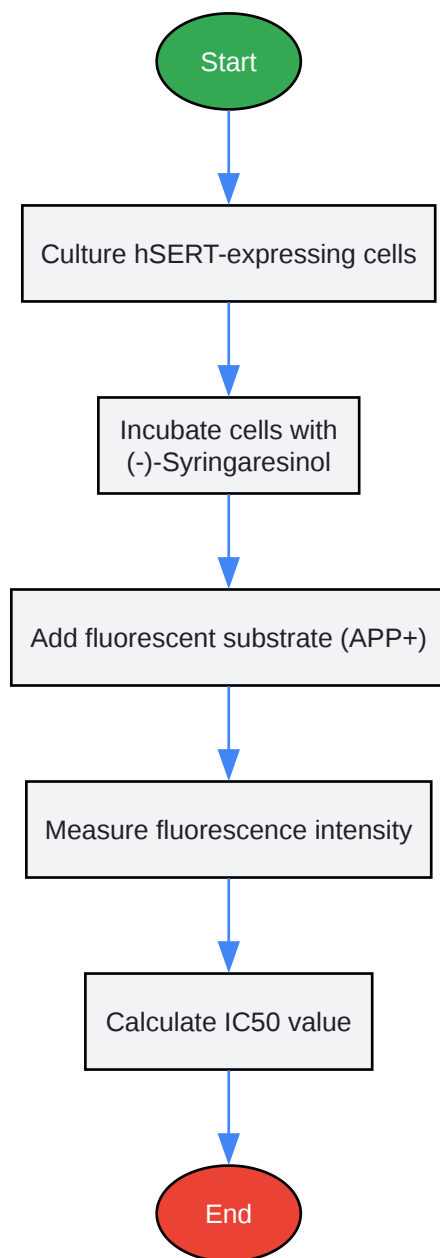 Start
Culture hSERT-expressing cells
Incubate cells with
(-)-Syringaresinol
Add fluorescent substrate (APP+)
Measure fluorescence intensity
Calculate IC50 value
End